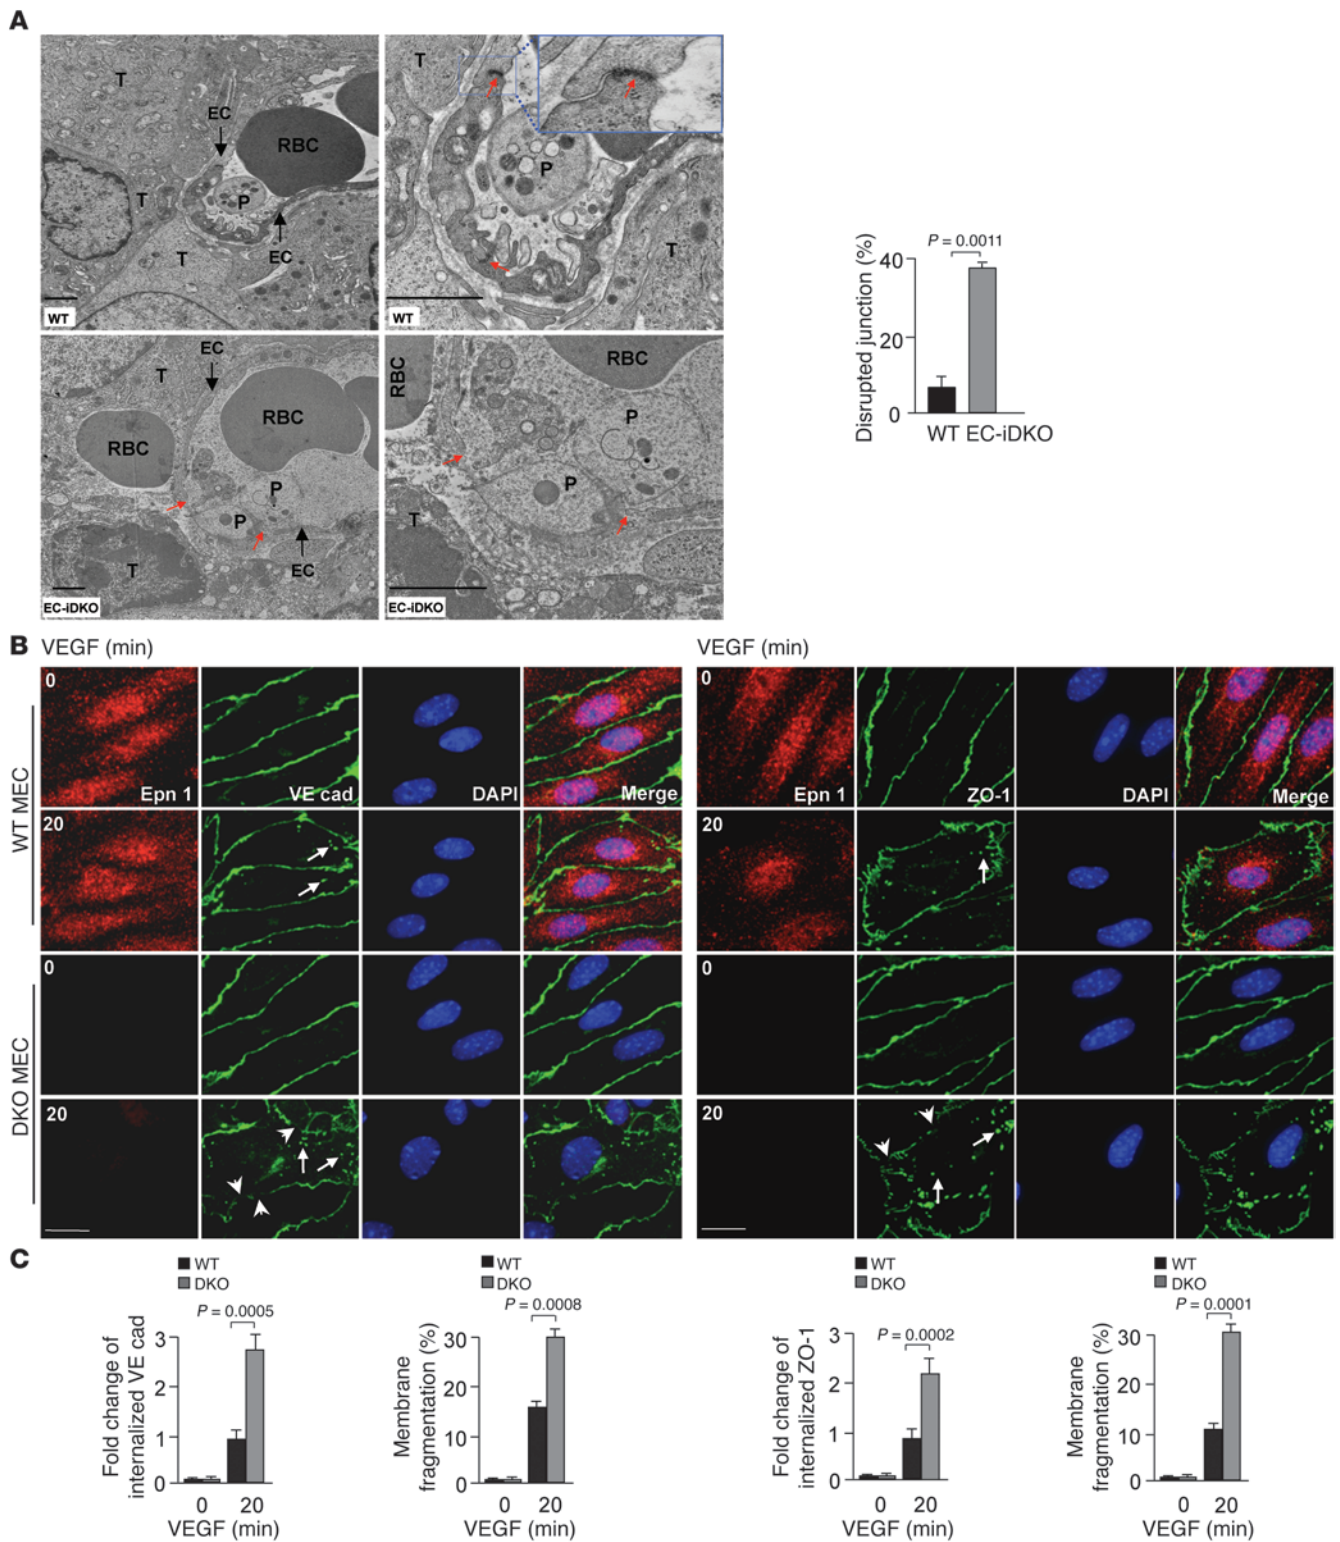 A
T
EC
RBC
T
P
T
EC
WT
T
P
T
WT
P = 0.0011
Disrupted junction (%)
40
20
0
WT EC-iDKO
EC
T
RBC
RBC
P
P
EC
T
EC-iDKO
RBC
RBC
P
P
T
EC-iDKO
B VEGF (min) VEGF (min)
WT MEC
0 Epn 1 VE cad DAPI Merge
0 Epn 1 ZO-1 DAPI Merge
20 20
DKO MEC
0 0
20 20
C
WT
DKO
P = 0.0005
Fold change of
internalized VE cad
3
2
1
0
0 20
VEGF (min)
WT
DKO
P = 0.0008
Membrane
fragmentation (%)
30
20
10
0
0 20
VEGF (min)
WT
DKO
P = 0.0002
Fold change of
internalized ZO-1
3
2
1
0
0 20
VEGF (min)
WT
DKO
P = 0.0001
Membrane
fragmentation (%)
30
20
10
0
0 20
VEGF (min)